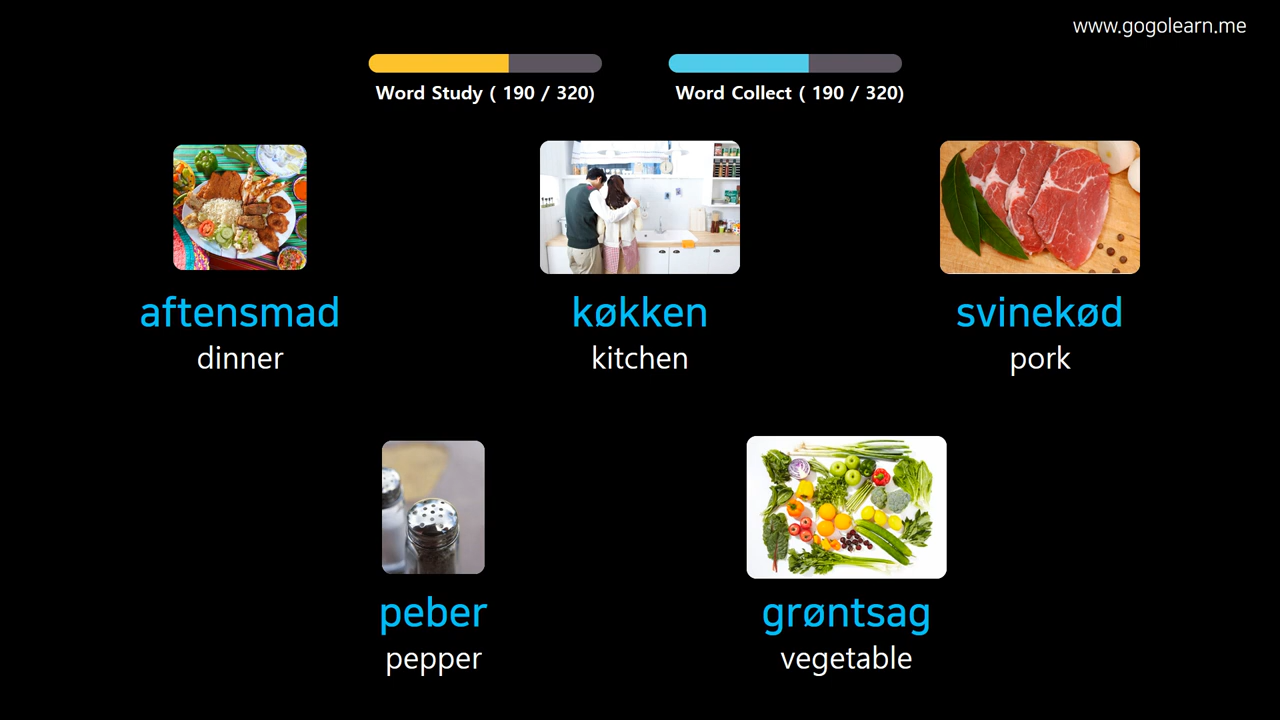 www.gogolearn.me
Word Study ( 190 / 320)
Word Collect ( 190 / 320)
aftensmad
dinner
køkken
kitchen
svinekød
pork
peber
pepper
grøntsag
vegetable